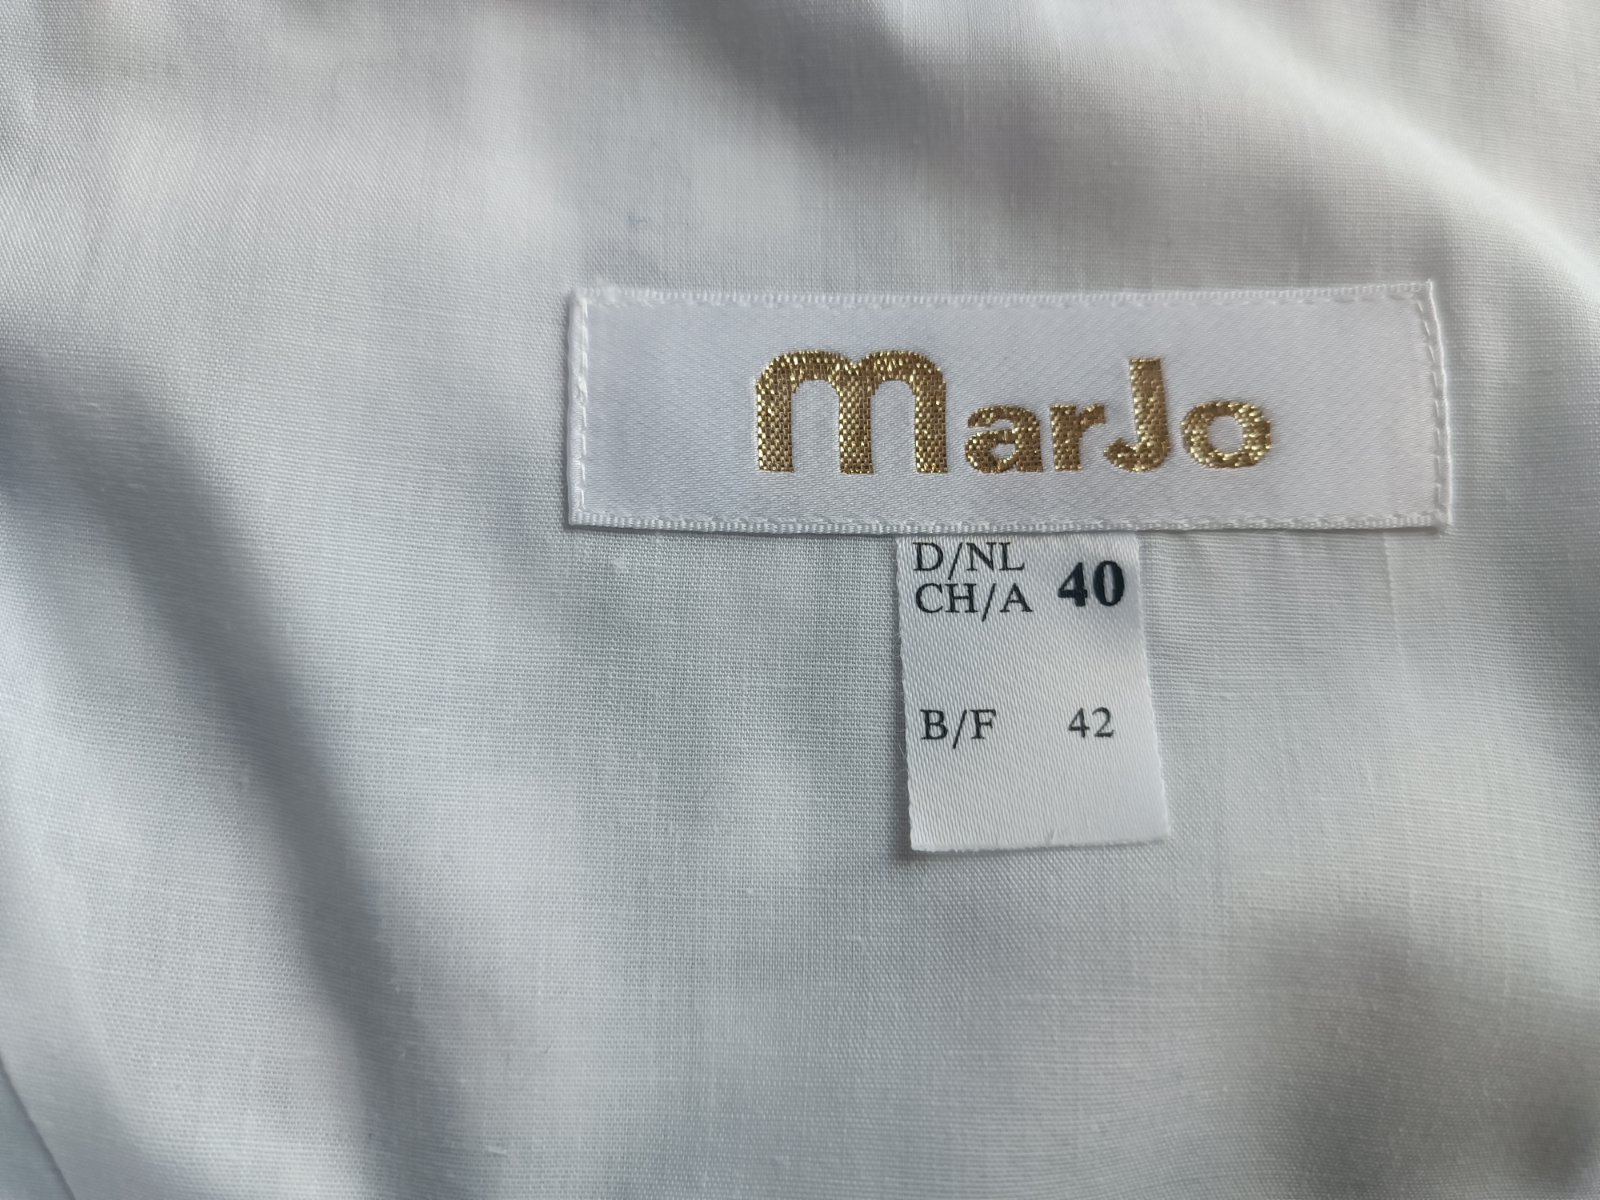 marJo
D/NL
CH/A 40
B/F 42